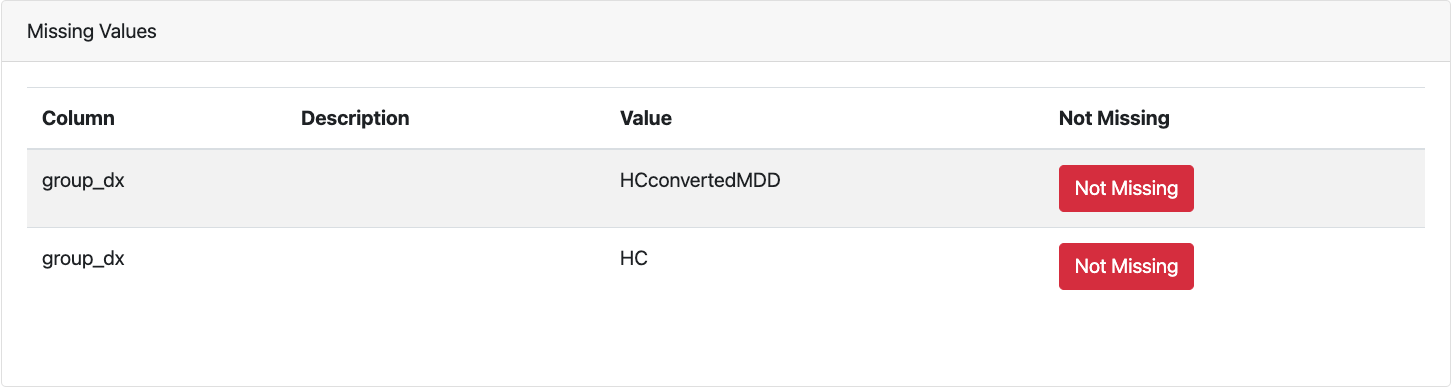 Missing Values
Column Description Value Not Missing
group_dx HCconvertedMDD Not Missing
group_dx HC Not Missing